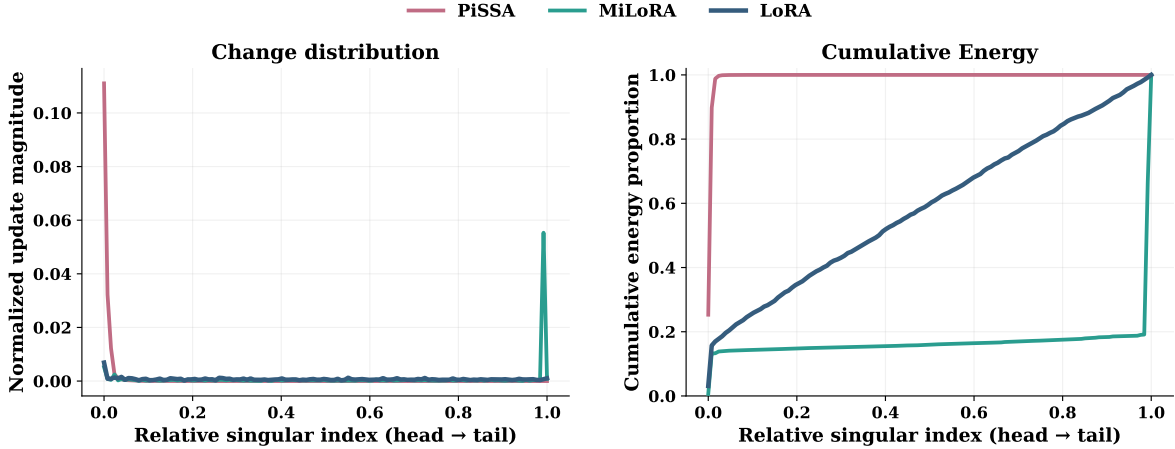 PiSSA MiLoRA LoRA
Change distribution
Normalized update magnitude
0.10
0.08
0.06
0.04
0.02
0.00
0.0 0.2 0.4 0.6 0.8 1.0
Relative singular index (head → tail)
Cumulative Energy
Cumulative energy proportion
1.0
0.8
0.6
0.4
0.2
0.0
0.0 0.2 0.4 0.6 0.8 1.0
Relative singular index (head → tail)